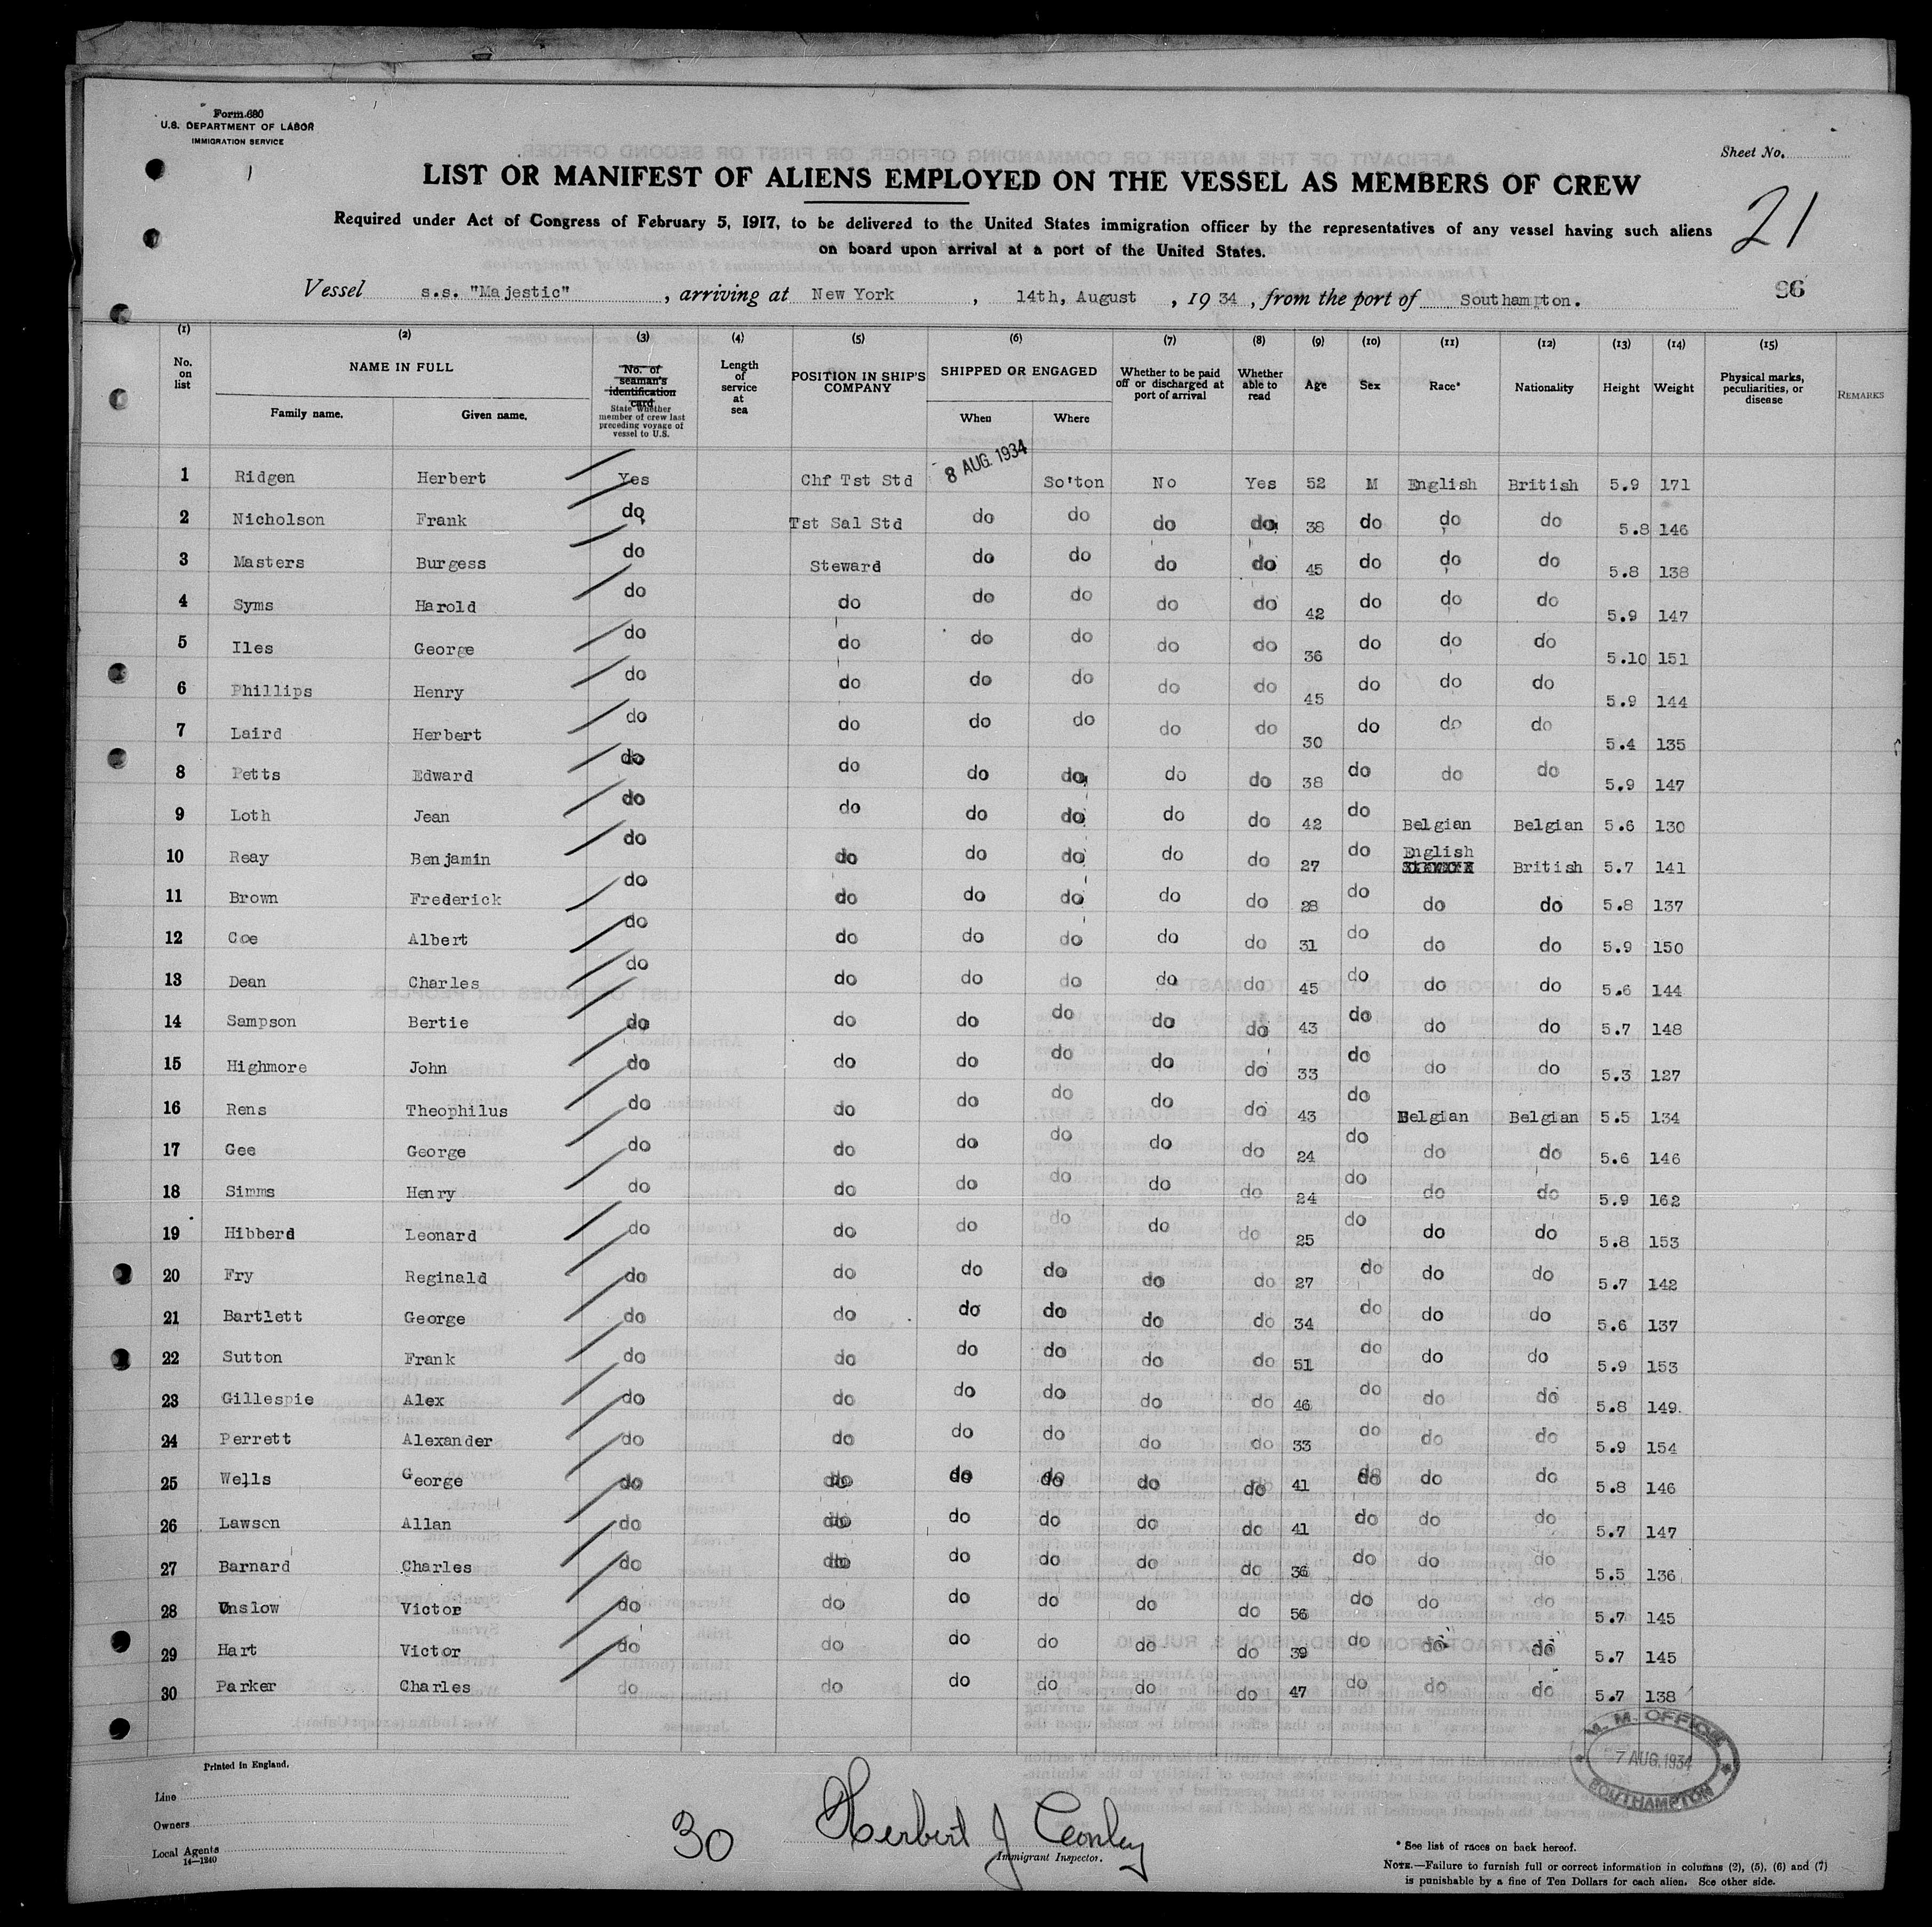 Form 680
U.S. DEPARTMENT OF LABOR
IMMIGRATION SERVICE
Sheet No.
21
LIST OR MANIFEST OF ALIENS EMPLOYED ON THE VESSEL AS MEMBERS OF CREW
Required under Act of Congress of February 5, 1917, to be delivered to the United States immigration officer by the representatives of any vessel having such aliens
on board upon arrival at a port of the United States.
Vessel s.s. "Majestic" , arriving at New York , 14th, August , 19 34 , from the port of Southampton.
96
(1) (2) (3) (4) (5) (6) (7) (8) (9) (10) (11) (12) (13) (14) (15)
No. on list NAME IN FULL Family name. Given name. No. of seaman's identification card State whether member of crew last preceding voyage of vessel to U.S. Length of service at sea POSITION IN SHIP'S COMPANY SHIPPED OR ENGAGED When Where Whether to be paid off or discharged at port of arrival Whether able to read Age Sex Race* Nationality Height Weight Physical marks, peculiarities, or disease REMARKS
1 Ridgen Herbert Yes Chf Tst Std 8 AUG. 1934 So'ton No Yes 52 M English British 5.9 171
2 Nicholson Frank do Tst Sal Std do do do do 38 do do do 5.8 146
3 Masters Burgess do Steward do do do do 45 do do do 5.8 138
4 Syms Harold do do do do do do 42 do do do 5.9 147
5 Iles George do do do do do do 36 do do do 5.10 151
6 Phillips Henry do do do do do do 45 do do do 5.9 144
7 Laird Herbert do do do do do do 30 do do do 5.4 135
8 Petts Edward do do do do do do 38 do do do 5.9 147
9 Loth Jean do do do do do do 42 do Belgian Belgian 5.6 130
10 Reay Benjamin do do do do do do 27 do English British 5.7 141
11 Brown Frederick do do do do do do 28 do do do 5.8 137
12 Coe Albert do do do do do do 31 do do do 5.9 150
13 Dean Charles do do do do do do 45 do do do 5.6 144
14 Sampson Bertie do do do do do do 43 do do do 5.7 148
15 Highmore John do do do do do do 33 do do do 5.3 127
16 Rens Theophilus do do do do do do 43 do Belgian Belgian 5.5 134
17 Gee George do do do do do do 24 do do do 5.6 146
18 Simms Henry do do do do do do 24 do do do 5.9 162
19 Hibberd Leonard do do do do do do 25 do do do 5.8 153
20 Fry Reginald do do do do do do 27 do do do 5.7 142
21 Bartlett George do do do do do do 34 do do do 5.6 137
22 Sutton Frank do do do do do do 51 do do do 5.9 153
23 Gillespie Alex do do do do do do 46 do do do 5.8 149
24 Perrett Alexander do do do do do do 33 do do do 5.9 154
25 Wells George do do do do do do 41 do do do 5.8 146
26 Lawson Allan do do do do do do 41 do do do 5.7 147
27 Barnard Charles do do do do do do 36 do do do 5.5 136
28 Onslow Victor do do do do do do 56 do do do 5.7 145
29 Hart Victor do do do do do do 39 do do do 5.7 145
30 Parker Charles do do do do do do 47 do do do 5.7 138
M. M. OFFICE
7 AUG. 1934
SOUTHAMPTON
Printed in England.
Line
Owners
Local Agents
14—1240
30
Herbert J Conley
Immigrant Inspector.
* See list of races on back hereof.
NOTE.—Failure to furnish full or correct information in columns (2), (5), (6) and (7)
is punishable by a fine of Ten Dollars for each alien. See other side.